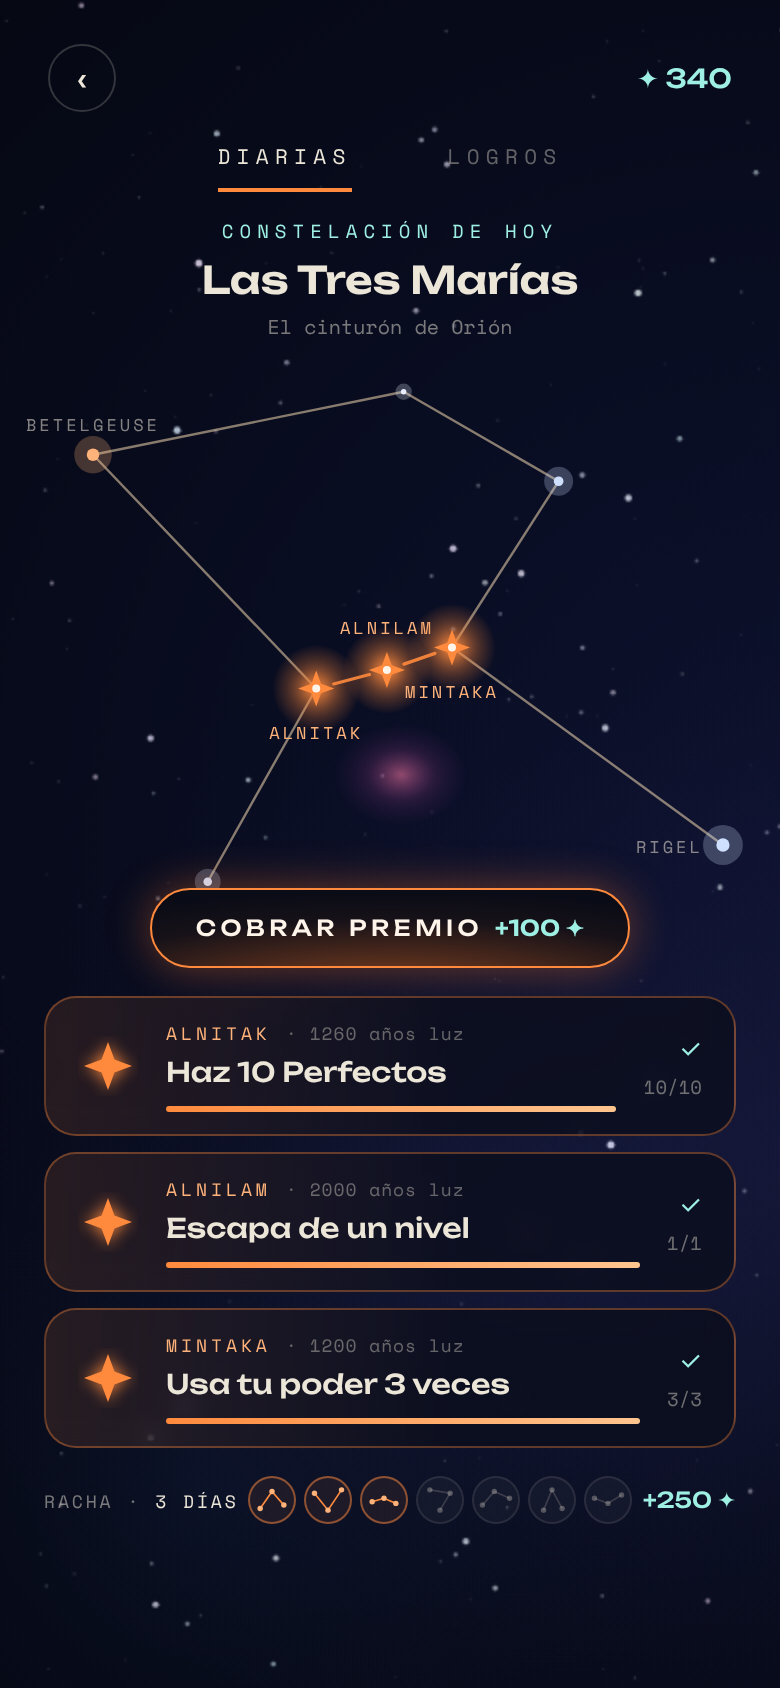 ‹
✦ 340
DIARIAS
LOGROS
CONSTELACIÓN DE HOY
Las Tres Marías
El cinturón de Orión
BETELGEUSE
ALNILAM
MINTAKA
ALNITAK
RIGEL
COBRAR PREMIO +100 ✦
ALNITAK · 1260 años luz
Haz 10 Perfectos
✓
10/10
ALNILAM · 2000 años luz
Escapa de un nivel
✓
1/1
MINTAKA · 1200 años luz
Usa tu poder 3 veces
✓
3/3
RACHA · 3 DÍAS
+250 ✦